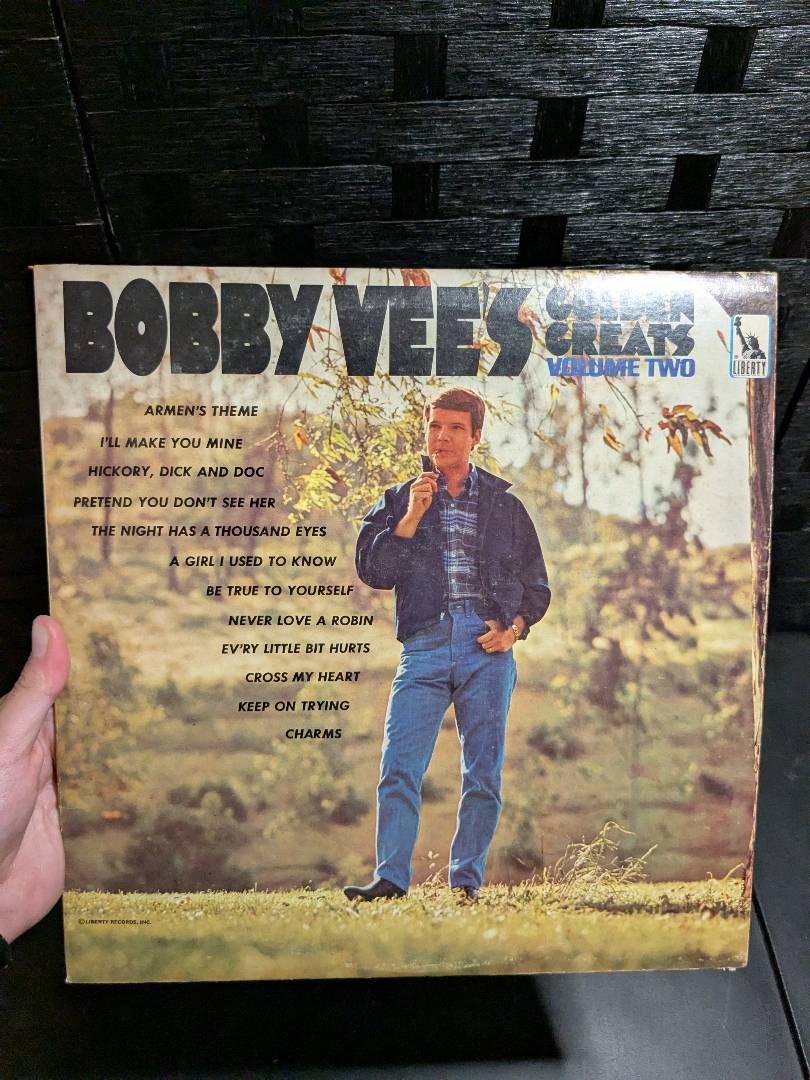 BOBBY VEE'S GOLDEN
GREATS
VOLUME TWO
3464
LIBERTY
ARMEN'S THEME
I'LL MAKE YOU MINE
HICKORY, DICK AND DOC
PRETEND YOU DON'T SEE HER
THE NIGHT HAS A THOUSAND EYES
A GIRL I USED TO KNOW
BE TRUE TO YOURSELF
NEVER LOVE A ROBIN
EV'RY LITTLE BIT HURTS
CROSS MY HEART
KEEP ON TRYING
CHARMS
©LIBERTY RECORDS, INC.